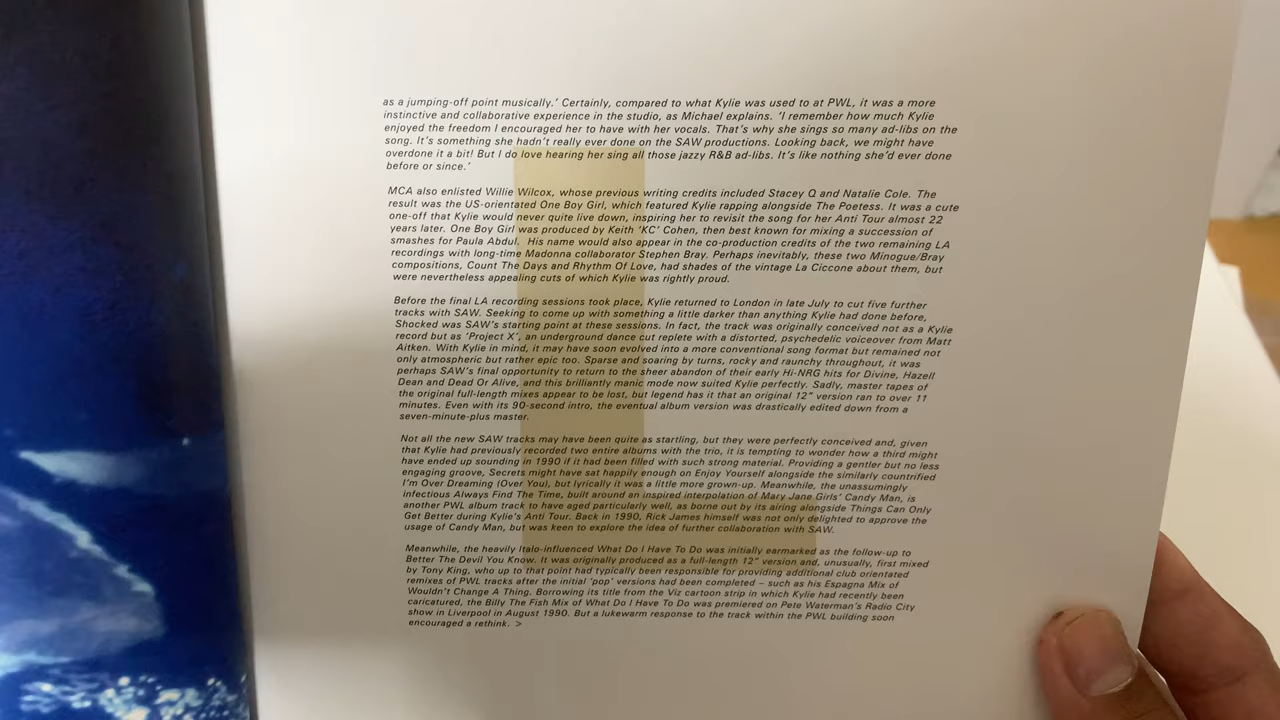 as a jumping-off point musically.' Certainly, compared to what Kylie was used to at PWL, it was a more
instinctive and collaborative experience in the studio, as Michael explains. 'I remember how much Kylie
enjoyed the freedom I encouraged her to have with her vocals. That's why she sings so many ad-libs on the
song. It's something she hadn't really ever done on the SAW productions. Looking back, we might have
overdone it a bit! But I do love hearing her sing all those jazzy R&B ad-libs. It's like nothing she'd ever done
before or since.'
MCA also enlisted Willie Wilcox, whose previous writing credits included Stacey Q and Natalie Cole. The
result was the US-orientated One Boy Girl, which featured Kylie rapping alongside The Poetess. It was a cute
one-off that Kylie would never quite live down, inspiring her to revisit the song for her Anti Tour almost 22
years later. One Boy Girl was produced by Keith 'KC' Cohen, then best known for mixing a succession of
smashes for Paula Abdul. His name would also appear in the co-production credits of the two remaining LA
recordings with long-time Madonna collaborator Stephen Bray. Perhaps inevitably, these two Minogue/Bray
compositions, Count The Days and Rhythm Of Love, had shades of the vintage La Ciccone about them, but
were nevertheless appealing cuts of which Kylie was rightly proud.
Before the final LA recording sessions took place, Kylie returned to London in late July to cut five further
tracks with SAW. Seeking to come up with something a little darker than anything Kylie had done before,
Shocked was SAW's starting point at these sessions. In fact, the track was originally conceived not as a Kylie
record but as 'Project X', an underground dance cut replete with a distorted, psychedelic voiceover from Matt
Aitken. With Kylie in mind, it may have soon evolved into a more conventional song format but remained not
only atmospheric but rather epic too. Sparse and soaring by turns, rocky and raunchy throughout, it was
perhaps SAW's final opportunity to return to the sheer abandon of their early Hi-NRG hits for Divine, Hazell
Dean and Dead Or Alive, and this brilliantly manic mode now suited Kylie perfectly. Sadly, master tapes of
the original full-length mixes appear to be lost, but legend has it that an original 12" version ran to over 11
minutes. Even with its 90-second intro, the eventual album version was drastically edited down from a
seven-minute-plus master.
Not all the new SAW tracks may have been quite as startling, but they were perfectly conceived and, given
that Kylie had previously recorded two entire albums with the trio, it is tempting to wonder how a third might
have ended up sounding in 1990 if it had been filled with such strong material. Providing a gentler but no less
engaging groove, Secrets might have sat happily enough on Enjoy Yourself alongside the similarly countrified
I'm Over Dreaming (Over You), but lyrically it was a little more grown-up. Meanwhile, the unassumingly
infectious Always Find The Time, built around an inspired interpolation of Mary Jane Girls' Candy Man, is
another PWL album track to have aged particularly well, as borne out by its airing alongside Things Can Only
Get Better during Kylie's Anti Tour. Back in 1990, Rick James himself was not only delighted to approve the
usage of Candy Man, but was keen to explore the idea of further collaboration with SAW.
Meanwhile, the heavily Italo-influenced What Do I Have To Do was initially earmarked as the follow-up to
Better The Devil You Know. It was originally produced as a full-length 12" version and, unusually, first mixed
by Tony King, who up to that point had typically been responsible for providing additional club orientated
remixes of PWL tracks after the initial 'pop' versions had been completed – such as his Espagna Mix of
Wouldn't Change A Thing. Borrowing its title from the Viz cartoon strip in which Kylie had recently been
caricatured, the Billy The Fish Mix of What Do I Have To Do was premiered on Pete Waterman's Radio City
show in Liverpool in August 1990. But a lukewarm response to the track within the PWL building soon
encouraged a rethink. >